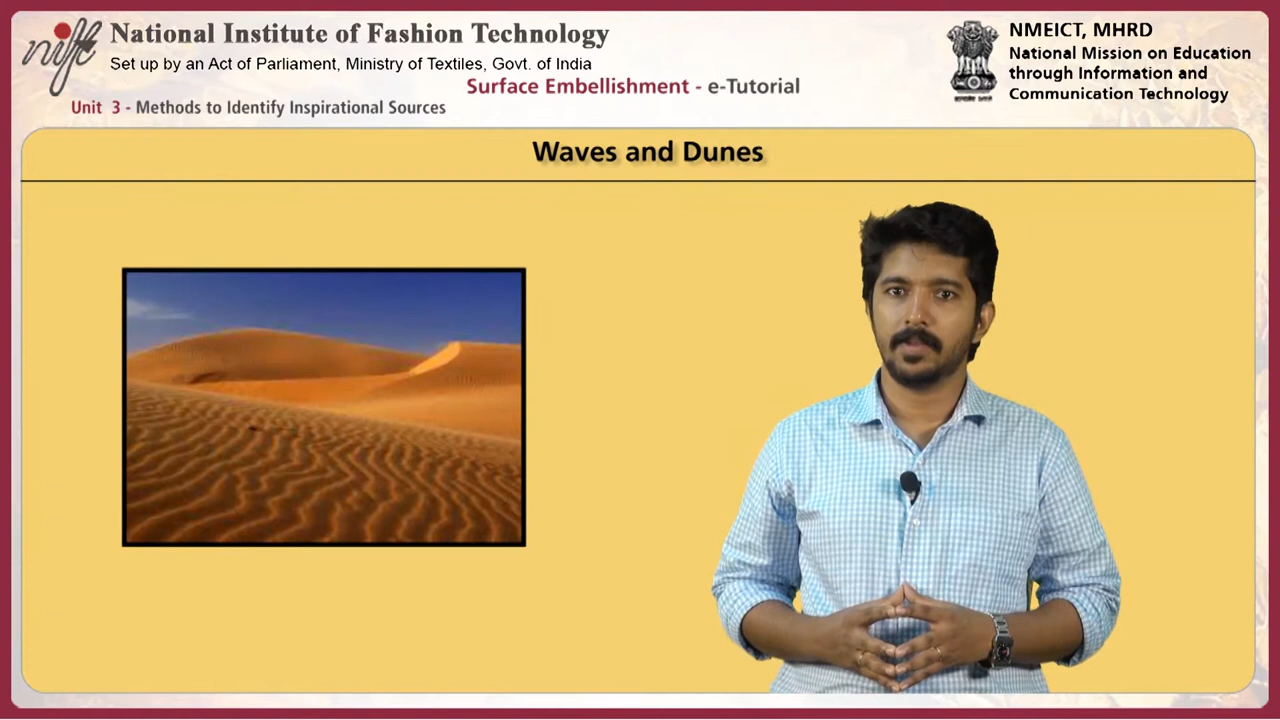 nift
National Institute of Fashion Technology
Set up by an Act of Parliament, Ministry of Textiles, Govt. of India
Surface Embellishment - e-Tutorial
Unit 3 - Methods to Identify Inspirational Sources
NMEICT, MHRD
National Mission on Education
through Information and
Communication Technology
Waves and Dunes